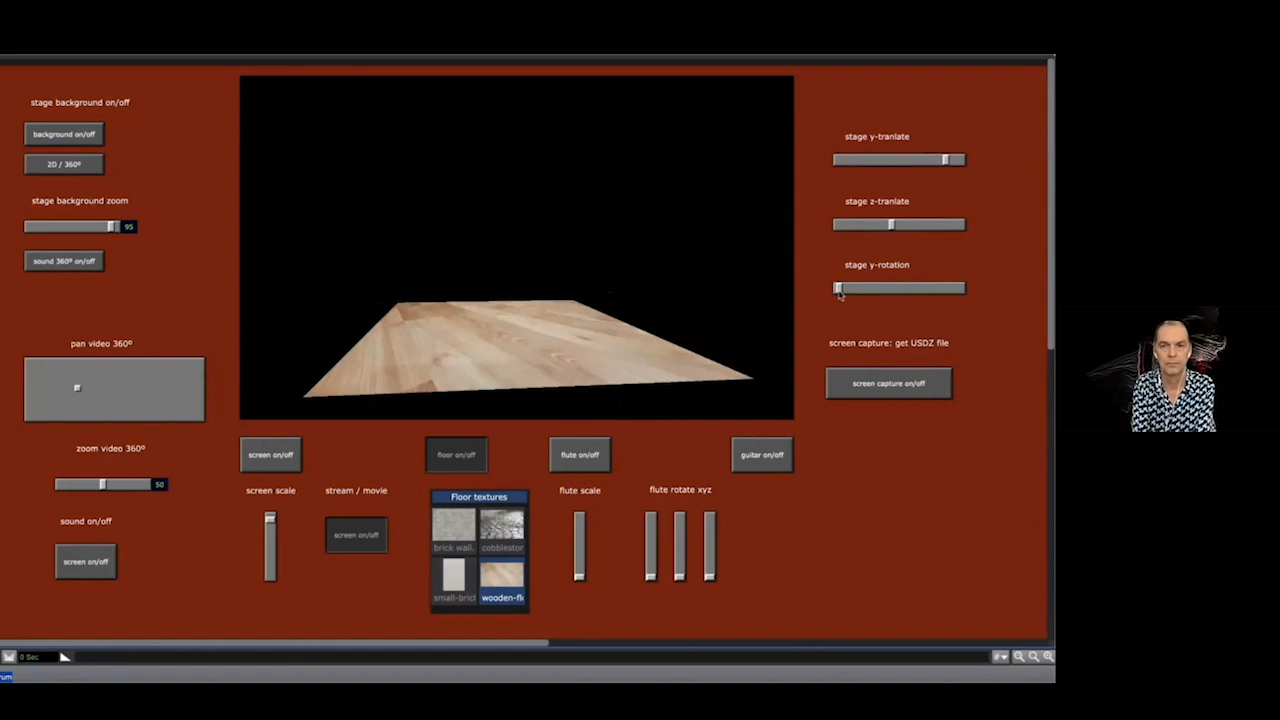 stage background on/off
background on/off
2D / 360º
stage background zoom
95
sound 360º on/off
pan video 360º
zoom video 360º
50
sound on/off
screen on/off
screen on/off
floor on/off
flute on/off
guitar on/off
screen scale
stream / movie
screen on/off
Floor textures
brick wall.
cobblestor
small-bricl
wooden-fl
flute scale
flute rotate xyz
stage y-tranlate
stage z-tranlate
stage y-rotation
screen capture: get USDZ file
screen capture on/off
0 Sec